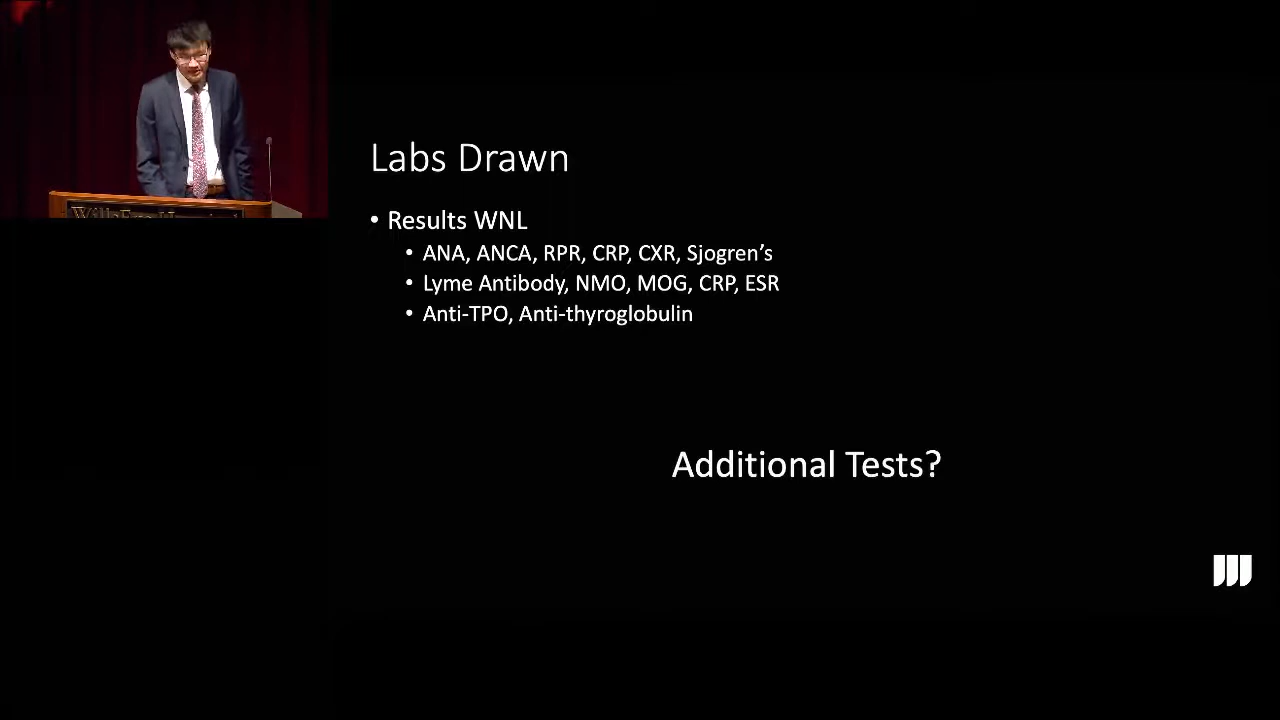 Labs Drawn
• Results WNL
• ANA, ANCA, RPR, CRP, CXR, Sjogren's
• Lyme Antibody, NMO, MOG, CRP, ESR
• Anti-TPO, Anti-thyroglobulin
Additional Tests?